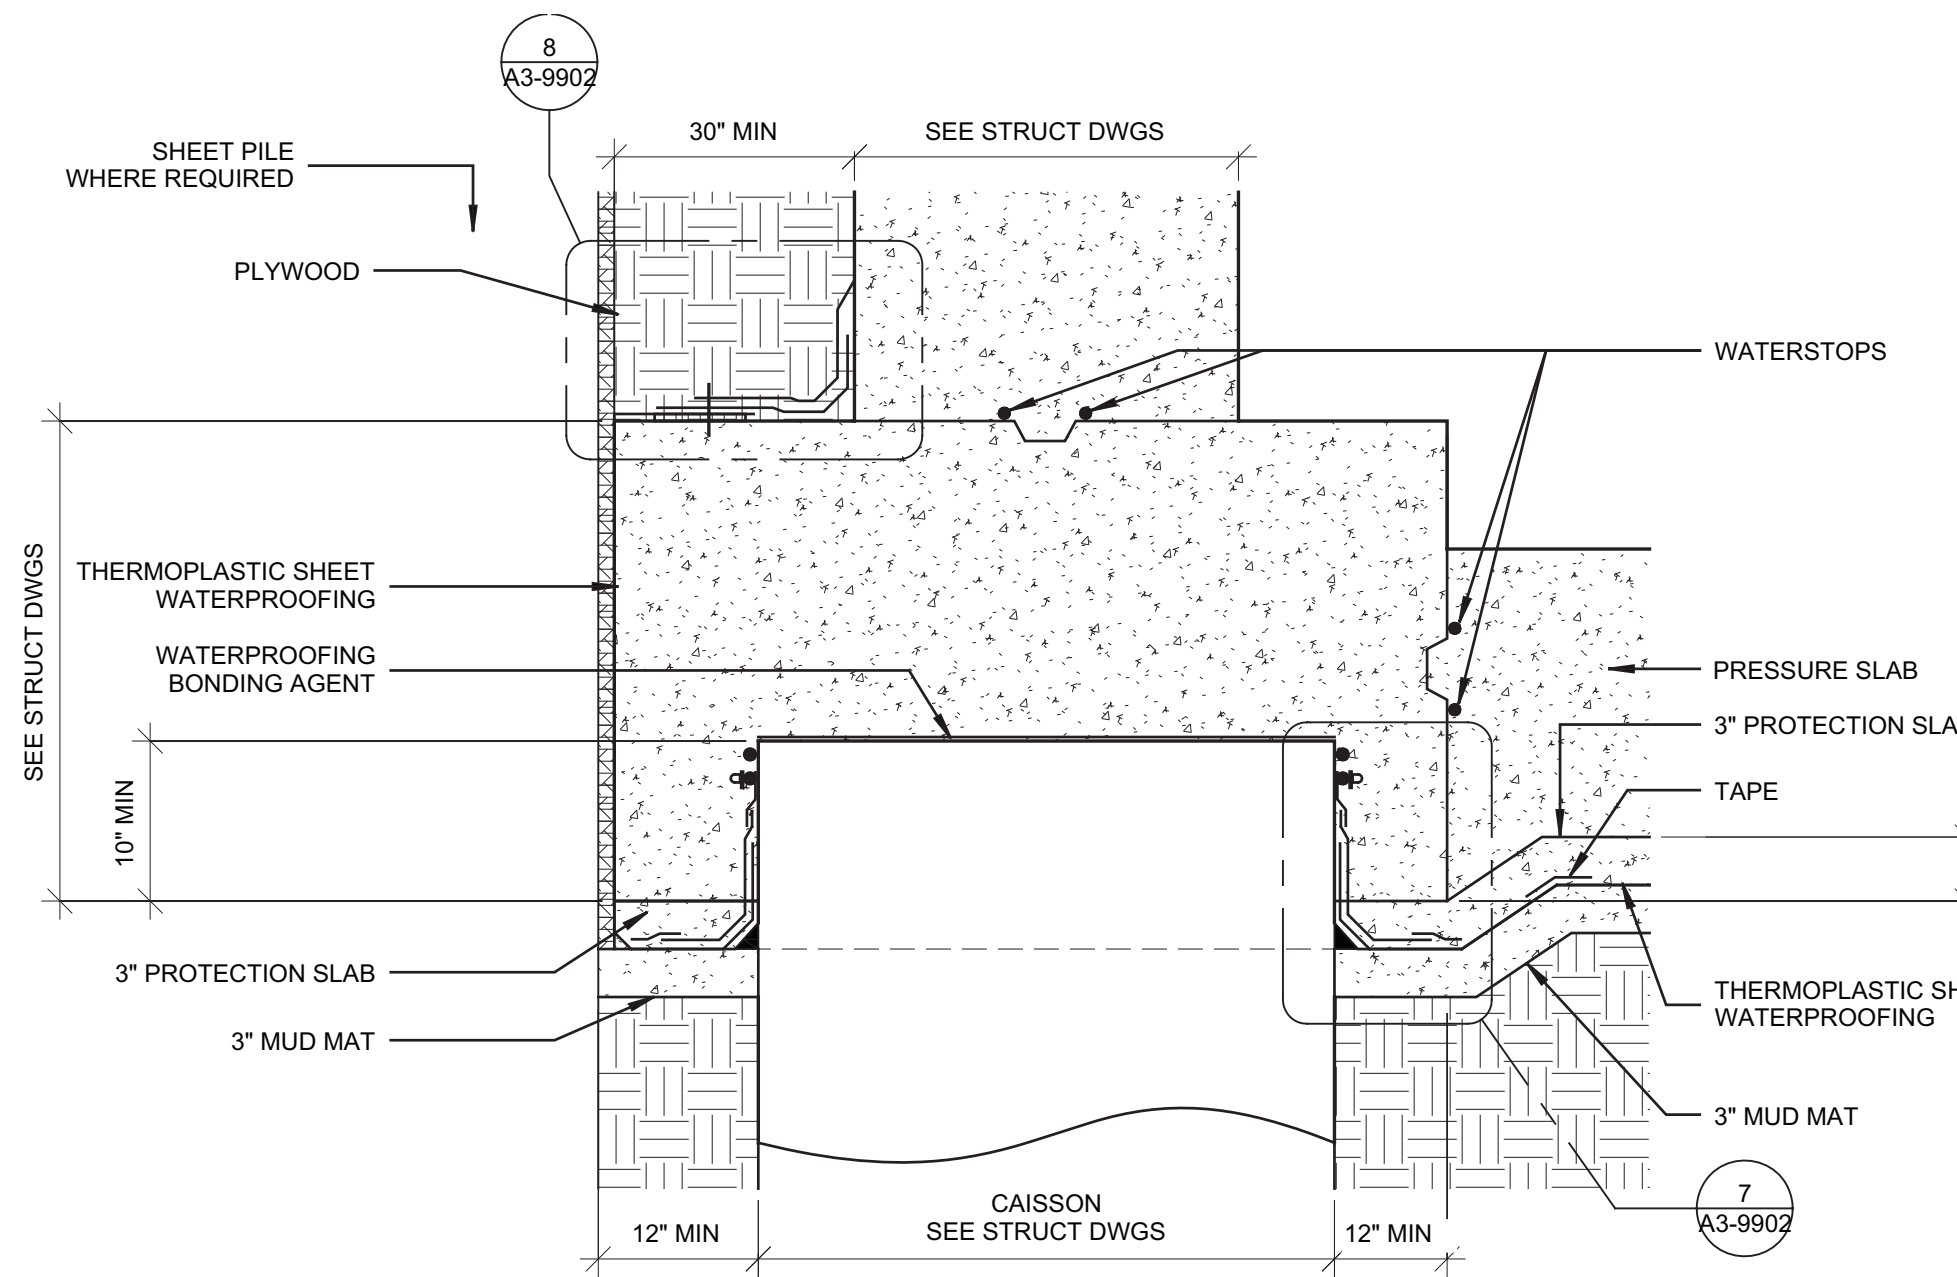 8
A3-9902
30" MIN
SEE STRUCT DWGS
SHEET PILE
WHERE REQUIRED
PLYWOOD
WATERSTOPS
SEE STRUCT DWGS
THERMOPLASTIC SHEET
WATERPROOFING
WATERPROOFING
BONDING AGENT
PRESSURE SLAB
3" PROTECTION SLA
TAPE
10" MIN
3" PROTECTION SLAB
THERMOPLASTIC SH
WATERPROOFING
3" MUD MAT
3" MUD MAT
7
A3-9902
CAISSON
SEE STRUCT DWGS
12" MIN
12" MIN